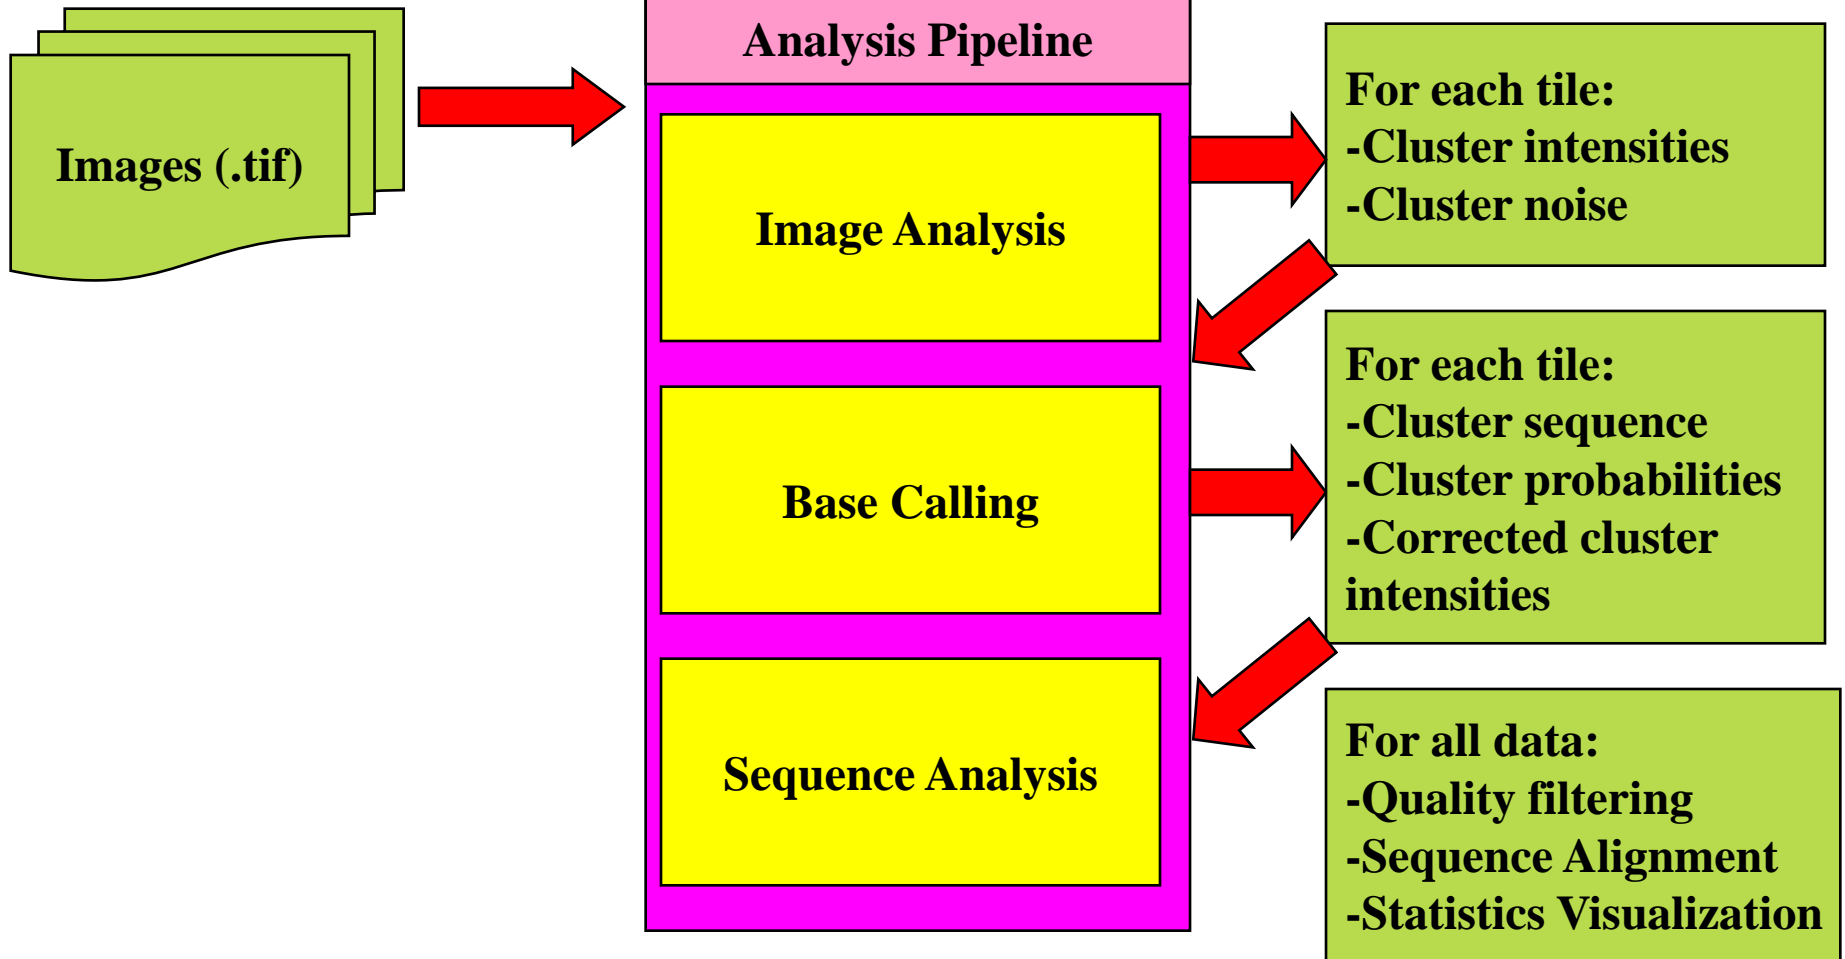 Images (.tif)
Analysis Pipeline
Image Analysis
Base Calling
Sequence Analysis
For each tile:
-Cluster intensities
-Cluster noise
For each tile:
-Cluster sequence
-Cluster probabilities
-Corrected cluster
intensities
For all data:
-Quality filtering
-Sequence Alignment
-Statistics Visualization